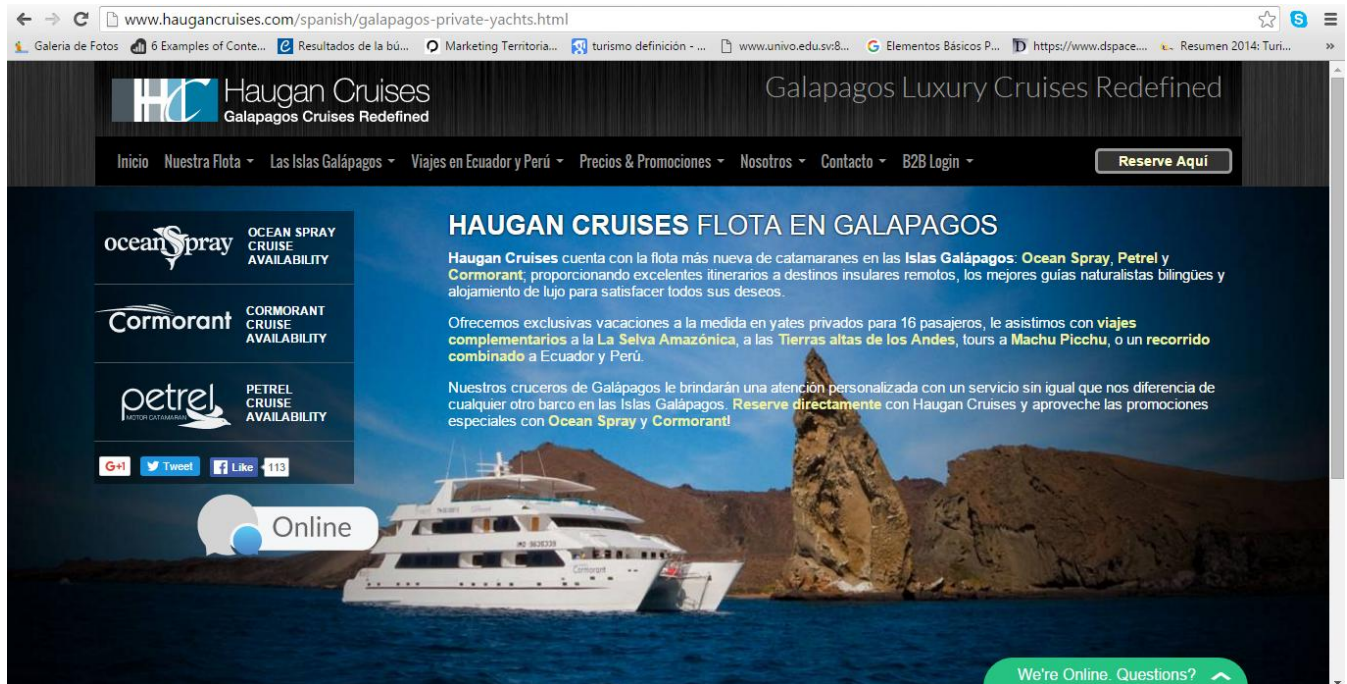 www.haugancruises.com/spanish/galapagos-private-yachts.html
Galeria de Fotos 6 Examples of Conte... Resultados de la bú... Marketing Territoria... turismo definición - ... www.univo.edu.sv:8... Elementos Básicos P... https://www.dspace.... Resumen 2014: Turi... »
HC Haugan Cruises
Galapagos Cruises Redefined
Galapagos Luxury Cruises Redefined
Inicio Nuestra Flota Las Islas Galápagos Viajes en Ecuador y Perú Precios & Promociones Nosotros Contacto B2B Login Reserve Aquí
oceanSpray
OCEAN SPRAY
CRUISE
AVAILABILITY
Cormorant
CORMORANT
CRUISE
AVAILABILITY
petrel
MOTOR CATAMARAN
PETREL
CRUISE
AVAILABILITY
G+1 Tweet Like 113
Online
HAUGAN CRUISES FLOTA EN GALAPAGOS
Haugan Cruises cuenta con la flota más nueva de catamaranes en las Islas Galápagos: Ocean Spray, Petrel y
Cormorant; proporcionando excelentes itinerarios a destinos insulares remotos, los mejores guías naturalistas bilingües y
alojamiento de lujo para satisfacer todos sus deseos.
Ofrecemos exclusivas vacaciones a la medida en yates privados para 16 pasajeros, le asistimos con viajes
complementarios a la La Selva Amazónica, a las Tierras altas de los Andes, tours a Machu Picchu, o un recorrido
combinado a Ecuador y Perú.
Nuestros cruceros de Galápagos le brindarán una atención personalizada con un servicio sin igual que nos diferencia de
cualquier otro barco en las Islas Galápagos. Reserve directamente con Haugan Cruises y aproveche las promociones
especiales con Ocean Spray y Cormorant!
Cormorant
We're Online. Questions?